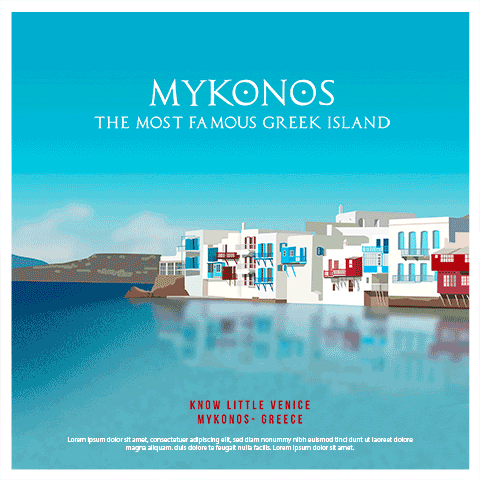 MYKONOS
THE MOST FAMOUS GREEK ISLAND
KNOW LITTLE VENICE
MYKONOS- GREECE
Lorem ipsum dolor sit amet, consectetuer adipiscing elit, sed diam nonummy nibh euismod tinci dunt ut laoreet dolore
magna aliquam. duis dolore te feugait nulla facilis. Lorem ipsum dolor sit amet.